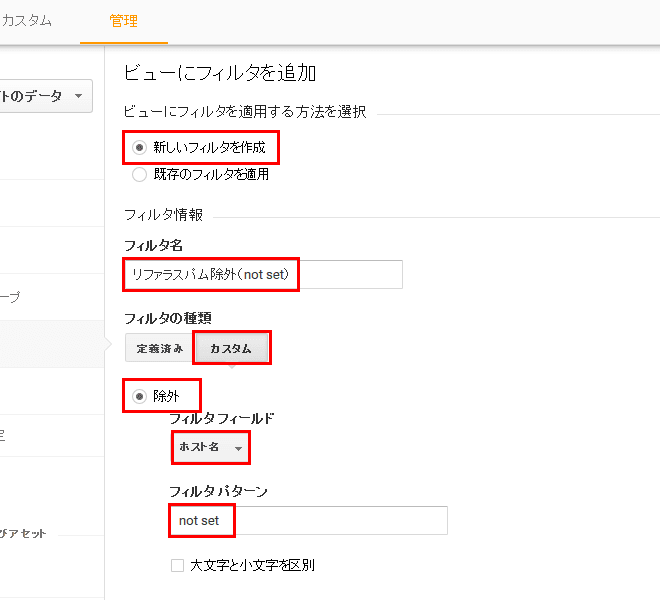 カスタム 管理
ビューにフィルタを追加
トのデータ
ビューにフィルタを適用する方法を選択
新しいフィルタを作成
既存のフィルタを適用
フィルタ情報
フィルタ名
リファラスパム除外(not set)
ープ
フィルタの種類
定義済み カスタム
除外
フィルタフィールド
定
ホスト名
フィルタ パターン
not set
びアセット
大文字と小文字を区別